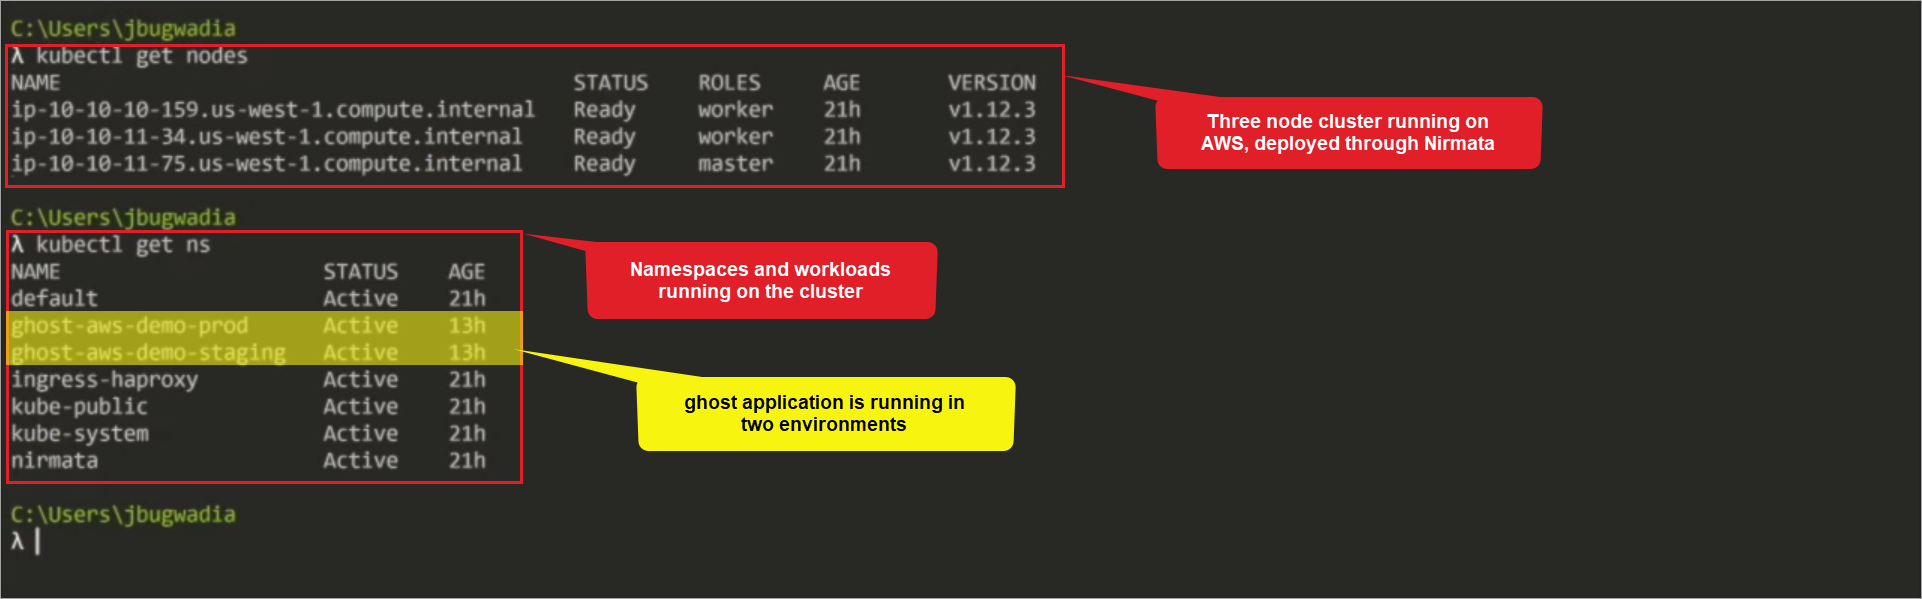 C:\Users\jbugwadia
λ kubectl get nodes
NAME STATUS ROLES AGE VERSION
ip-10-10-10-159.us-west-1.compute.internal Ready worker 21h v1.12.3
ip-10-10-11-34.us-west-1.compute.internal Ready worker 21h v1.12.3
ip-10-10-11-75.us-west-1.compute.internal Ready master 21h v1.12.3
Three node cluster running on
AWS, deployed through Nirmata
C:\Users\jbugwadia
λ kubectl get ns
NAME STATUS AGE
default Active 21h
ghost-aws-demo-prod Active 13h
ghost-aws-demo-staging Active 13h
ingress-haproxy Active 21h
kube-public Active 21h
kube-system Active 21h
nirmata Active 21h
Namespaces and workloads
running on the cluster
ghost application is running in
two environments
C:\Users\jbugwadia
λ